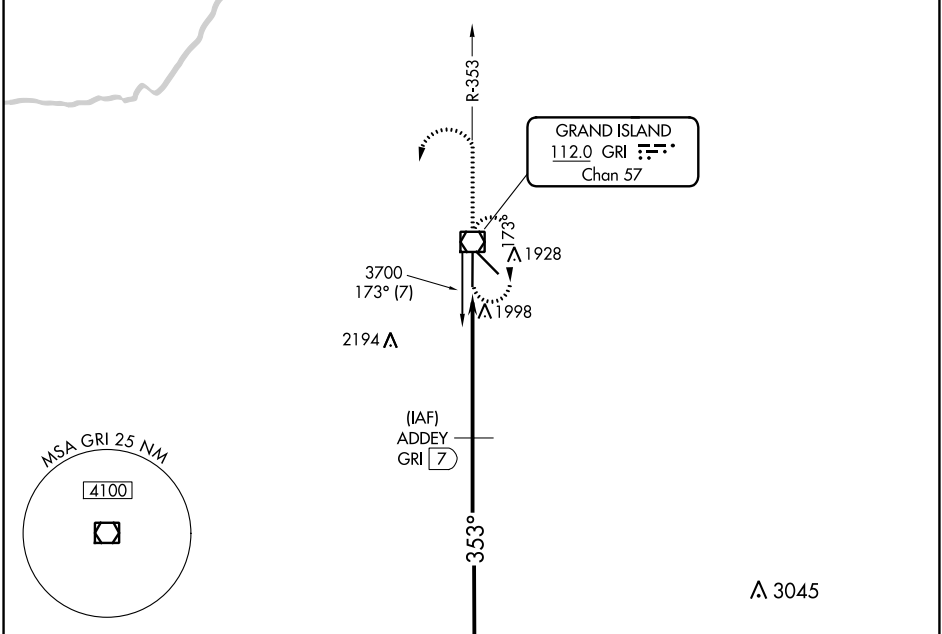 R-353
GRAND ISLAND
112.0 GRI
Chan 57
173°
1928
3700
173° (7)
1998
2194
(IAF)
ADDEY
GRI 7
MSA GRI 25 NM
4100
353°
3045